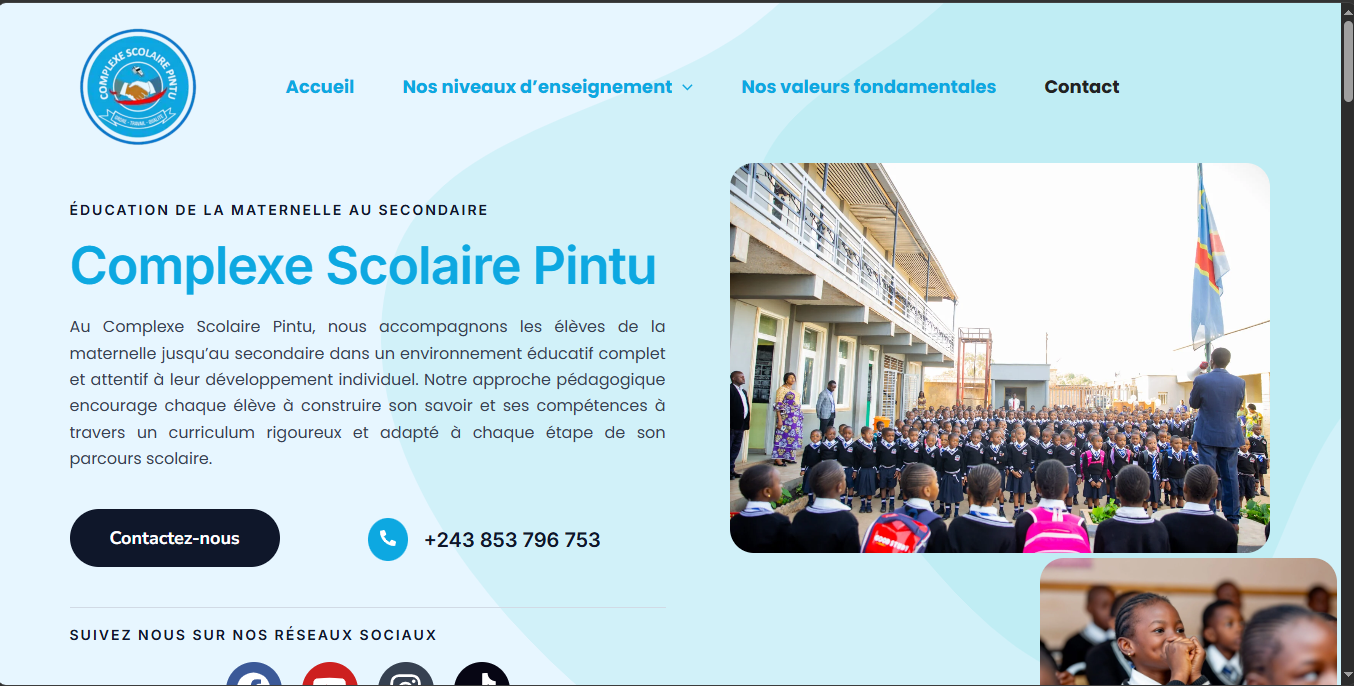 COMPLEXE SCOLAIRE PINTU
Accueil
Nos niveaux d’enseignement
Nos valeurs fondamentales
Contact
ÉDUCATION DE LA MATERNELLE AU SECONDAIRE
Complexe Scolaire Pintu
Au Complexe Scolaire Pintu, nous accompagnons les élèves de la
maternelle jusqu’au secondaire dans un environnement éducatif complet
et attentif à leur développement individuel. Notre approche pédagogique
encourage chaque élève à construire son savoir et ses compétences à
travers un curriculum rigoureux et adapté à chaque étape de son
parcours scolaire.
Contactez-nous
+243 853 796 753
SUIVEZ NOUS SUR NOS RÉSEAUX SOCIAUX